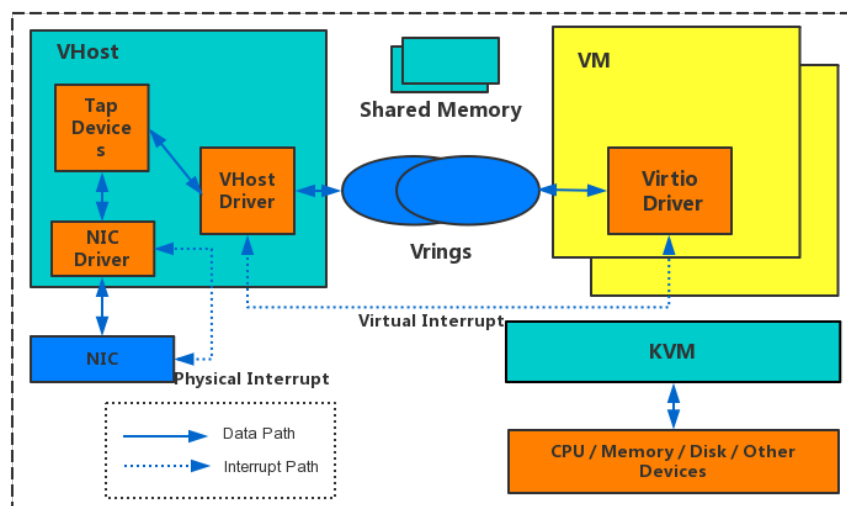 VHost
VM
Shared Memory
Tap
Device
s
VHost
Driver
Virtio
Driver
NIC
Driver
Vrings
Virtual Interrupt
NIC
KVM
Physical Interrupt
Data Path
Interrupt Path
CPU / Memory / Disk / Other
Devices